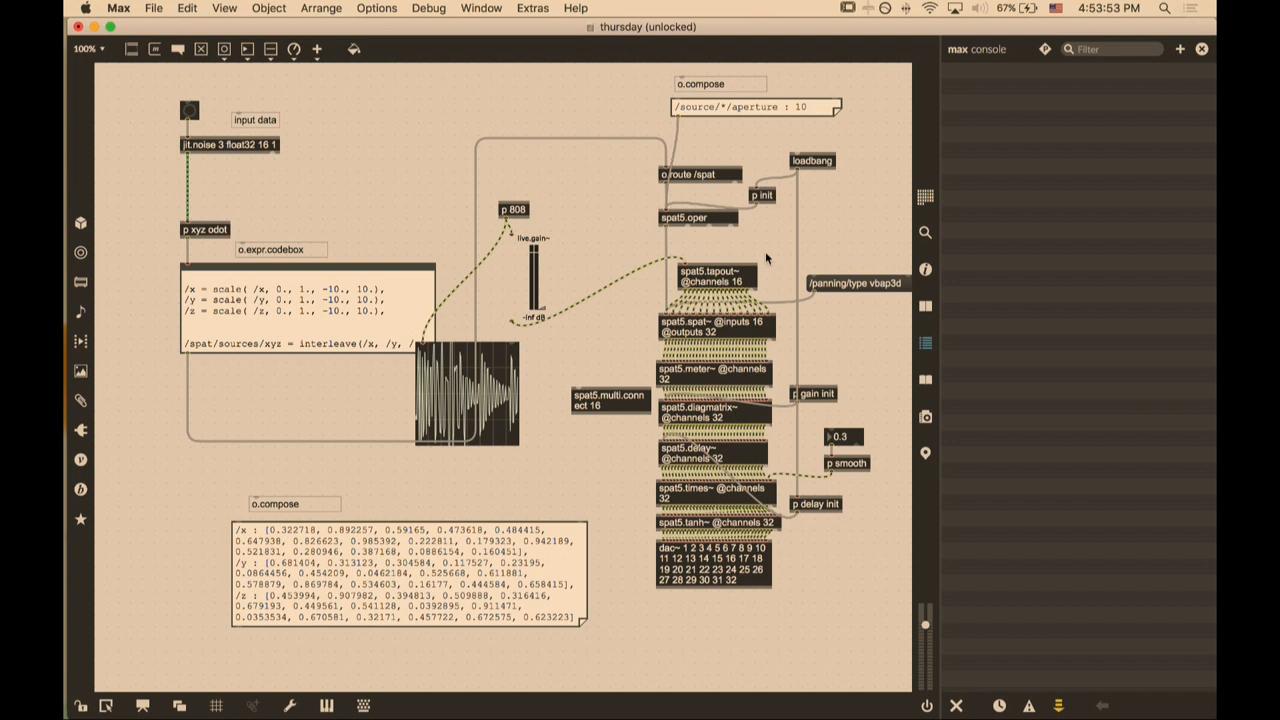 Max File Edit View Object Arrange Options Debug Window Extras Help
67% 4:53:53 PM
thursday (unlocked)
100%
max console
Filter
o.compose
/source/*/aperture : 10
input data
jit.noise 3 float32 16 1
loadbang
o.route /spat
p init
p 808
spat5.oper
p xyz odot
live.gain~
o.expr.codebox
spat5.tapout~
@channels 16
/panning/type vbap3d
/x = scale( /x, 0., 1., -10., 10.),
/y = scale( /y, 0., 1., -10., 10.),
/z = scale( /z, 0., 1., -10., 10.),
-inf dB
spat5.spat~ @inputs 16
@outputs 32
/spat/sources/xyz = interleave(/x, /y, /
spat5.meter~ @channels
32
spat5.multi.conn
ect 16
p gain init
spat5.diagmatrix~
@channels 32
0.3
spat5.delay~
@channels 32
p smooth
spat5.times~ @channels
32
o.compose
p delay init
spat5.tanh~ @channels 32
/x : [0.322718, 0.892257, 0.59165, 0.473618, 0.484415,
0.647938, 0.826623, 0.985392, 0.222811, 0.179323, 0.942189,
0.521831, 0.280946, 0.387168, 0.0886154, 0.160451],
/y : [0.681404, 0.313123, 0.304584, 0.117527, 0.23195,
0.0864456, 0.454209, 0.0462184, 0.525668, 0.611881,
0.578879, 0.869784, 0.534603, 0.16177, 0.444584, 0.658415],
/z : [0.453994, 0.907982, 0.394813, 0.509888, 0.316416,
0.679193, 0.449561, 0.541128, 0.0392895, 0.911471,
0.0353534, 0.670581, 0.32171, 0.457722, 0.672575, 0.623223]
dac~ 1 2 3 4 5 6 7 8 9 10
11 12 13 14 15 16 17 18
19 20 21 22 23 24 25 26
27 28 29 30 31 32